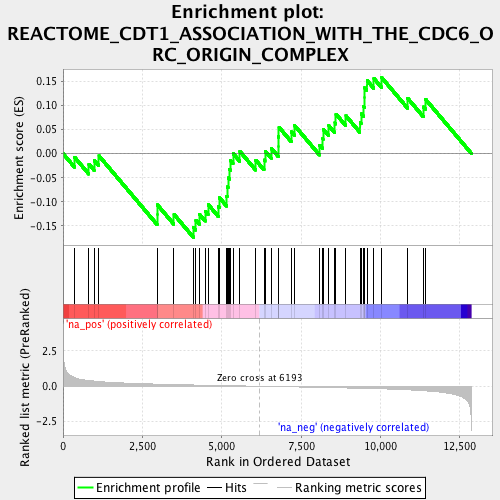 Enrichment plot:
REACTOME_CDT1_ASSOCIATION_WITH_THE_CDC6_O
RC_ORIGIN_COMPLEX
Enrichment score (ES)
0.15
0.10
0.05
0.00
-0.05
-0.10
-0.15
'na_pos' (positively correlated)
Ranked list metric (PreRanked)
2.5
0.0
-2.5
Zero cross at 6193
'na_neg' (negatively correlated)
0
2,500
5,000
7,500
10,000
12,500
Rank in Ordered Dataset
Enrichment profile
Hits
Ranking metric scores